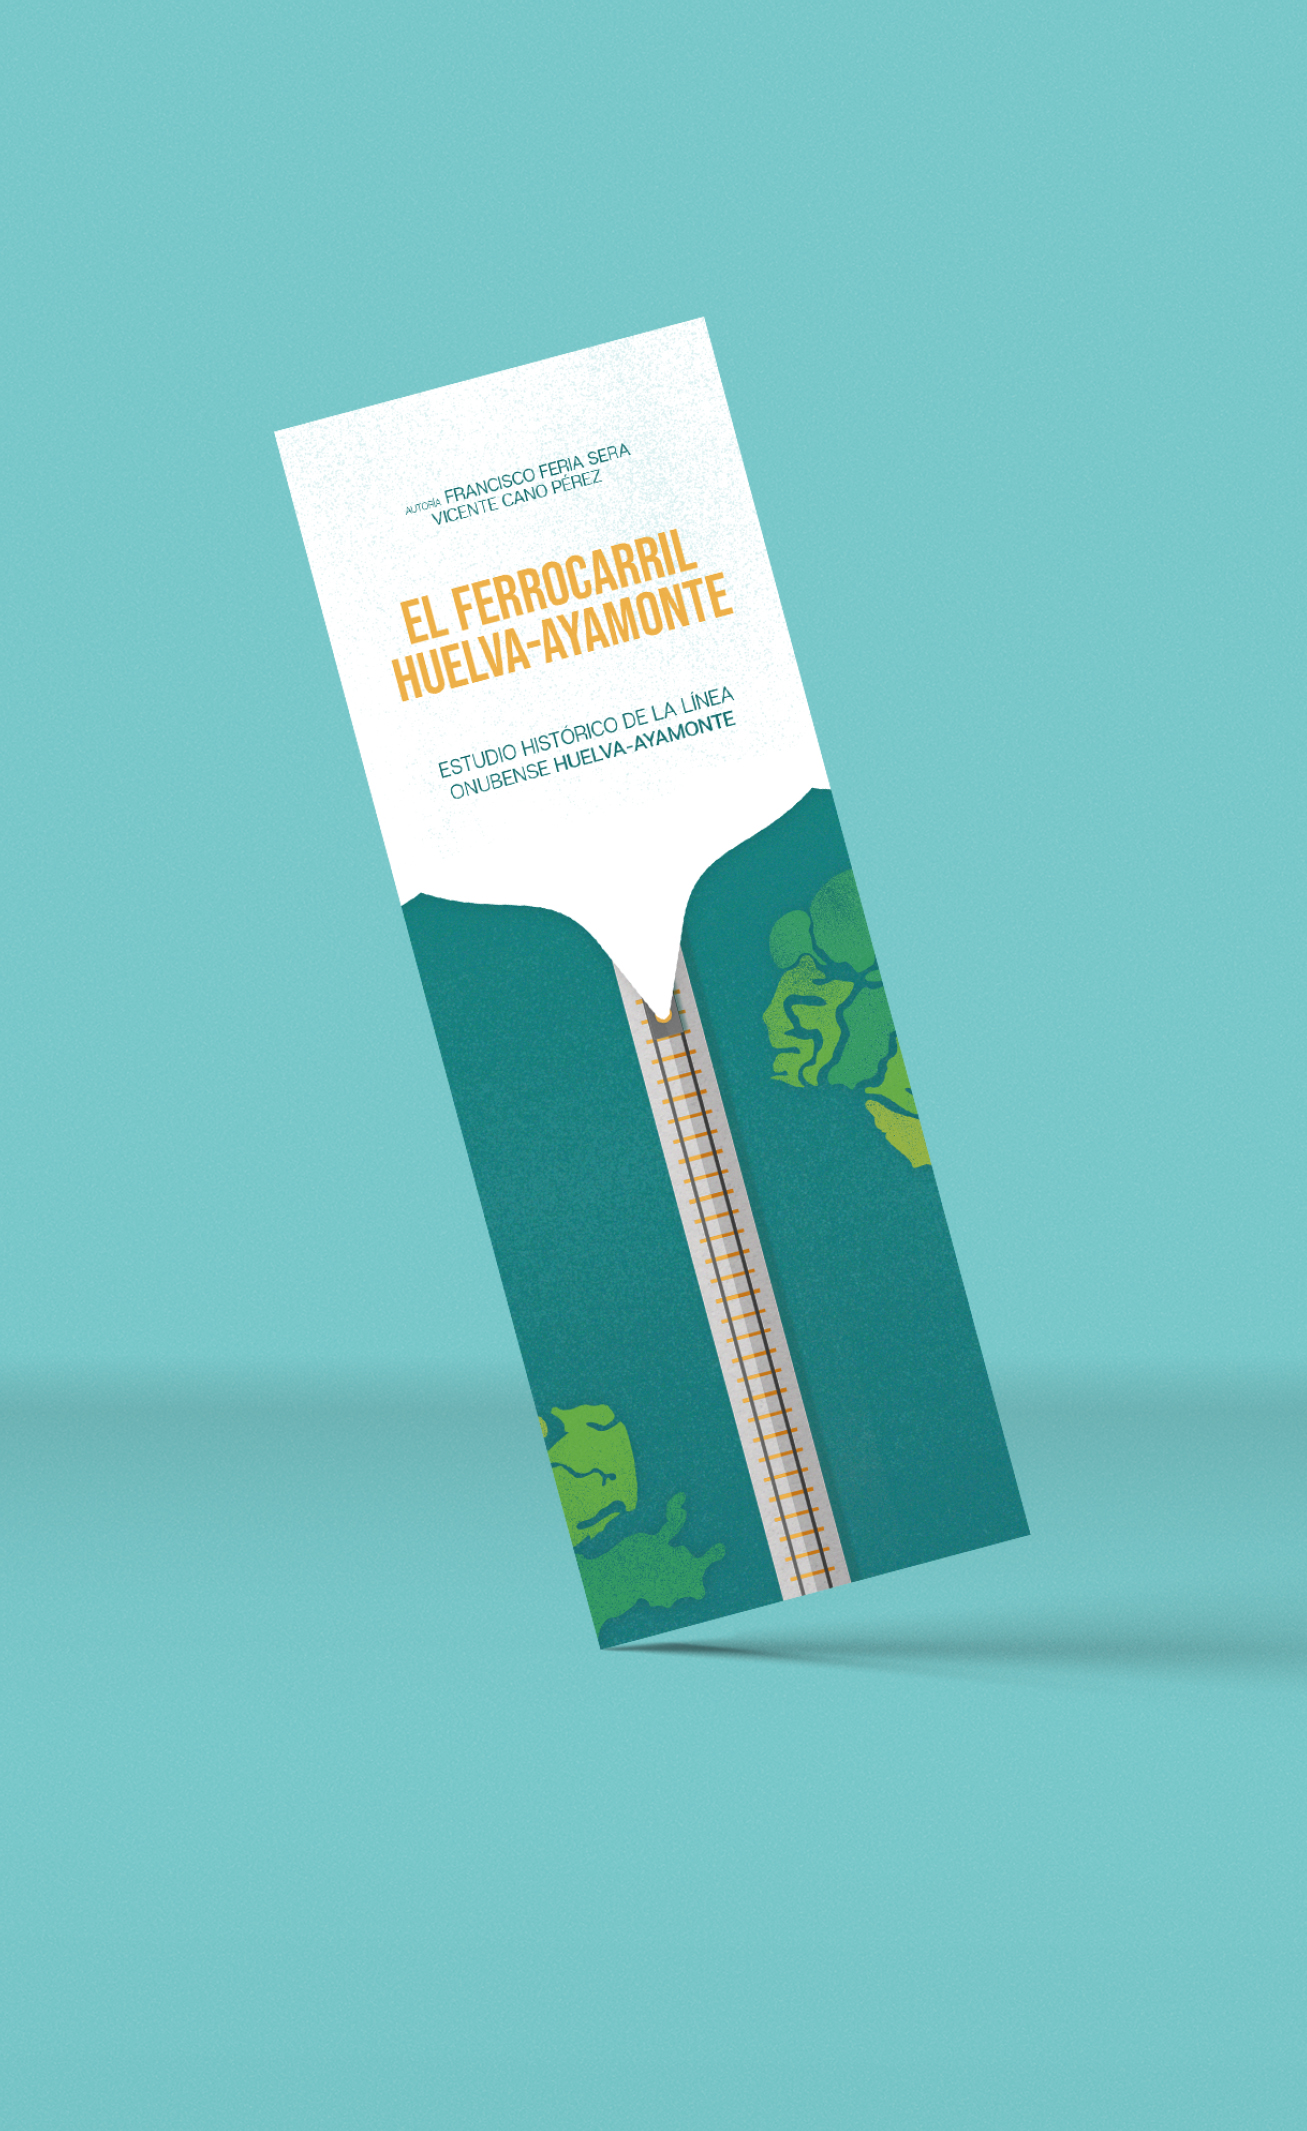 AUTORÍA FRANCISCO FERIA SERA
VICENTE CANO PÉREZ
EL FERROCARRIL
HUELVA-AYAMONTE
ESTUDIO HISTÓRICO DE LA LÍNEA
ONUBENSE HUELVA-AYAMONTE